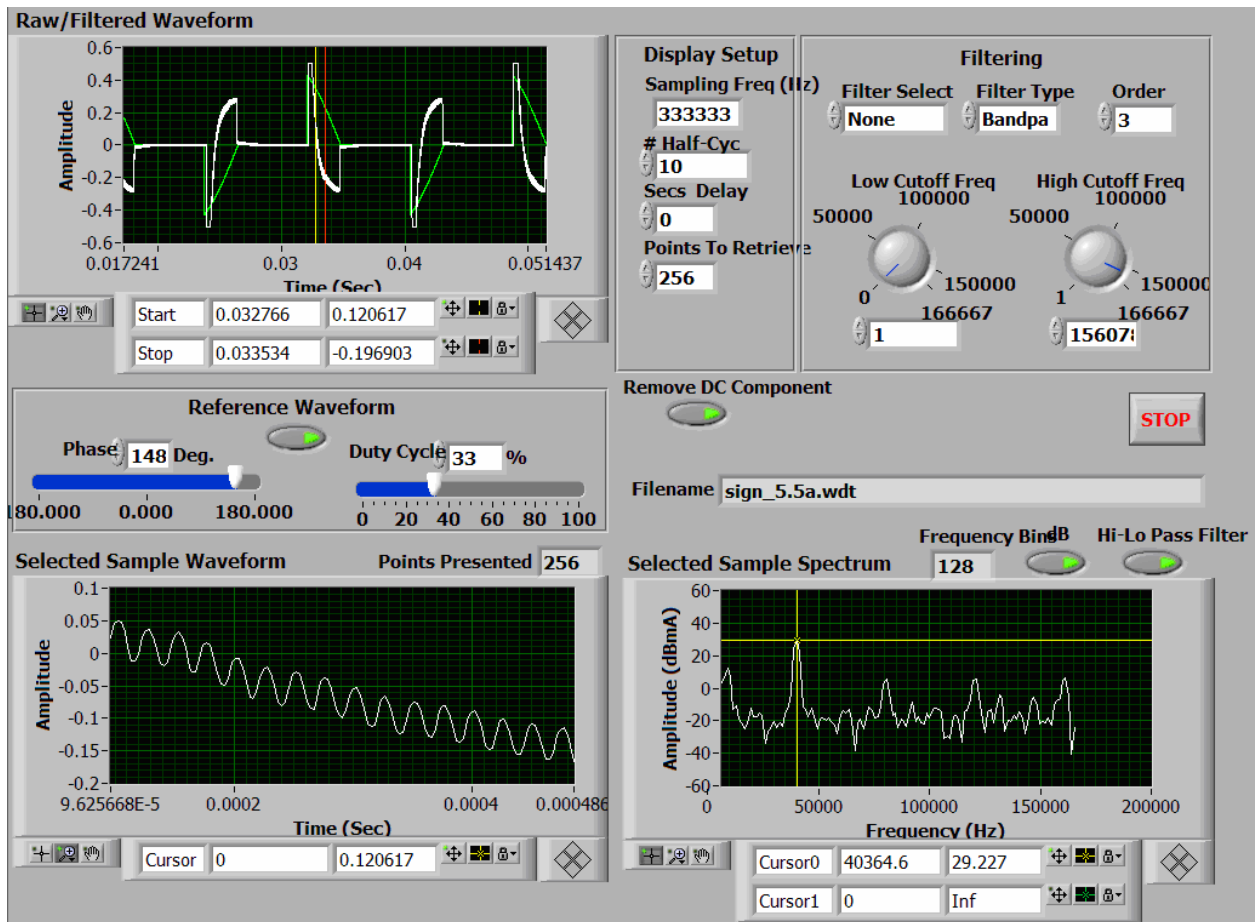 Raw/Filtered Waveform
0.6
0.4
0.2
0
-0.2
-0.4
-0.6
Amplitude
0.017241 0.03 0.04 0.051437
Time (Sec)
Start 0.032766 0.120617
Stop 0.033534 -0.196903
Display Setup
Sampling Freq (Hz)
333333
# Half-Cyc
10
Secs Delay
0
Points To Retrieve
256
Filtering
Filter Select Filter Type Order
None Bandpa 3
Low Cutoff Freq
50000 100000
0 150000
166667
1
High Cutoff Freq
50000 100000
1 150000
166667
156078
Reference Waveform
Phase 148 Deg.
180.000 0.000 180.000
Duty Cycle 33 %
0 20 40 60 80 100
Remove DC Component
STOP
Filename sign_5.5a.wdt
Selected Sample Waveform Points Presented 256
0.1
0.05
0
-0.05
-0.1
-0.15
-0.2
Amplitude
9.625668E-5 0.0002 0.0004 0.000486
Time (Sec)
Cursor 0 0.120617
Selected Sample Spectrum
Frequency Bins 128
dB
Hi-Lo Pass Filter
60
40
20
0
-20
-40
-60
Amplitude (dBmA)
0 50000 100000 150000 200000
Frequency (Hz)
Cursor0 40364.6 29.227
Cursor1 0 Inf